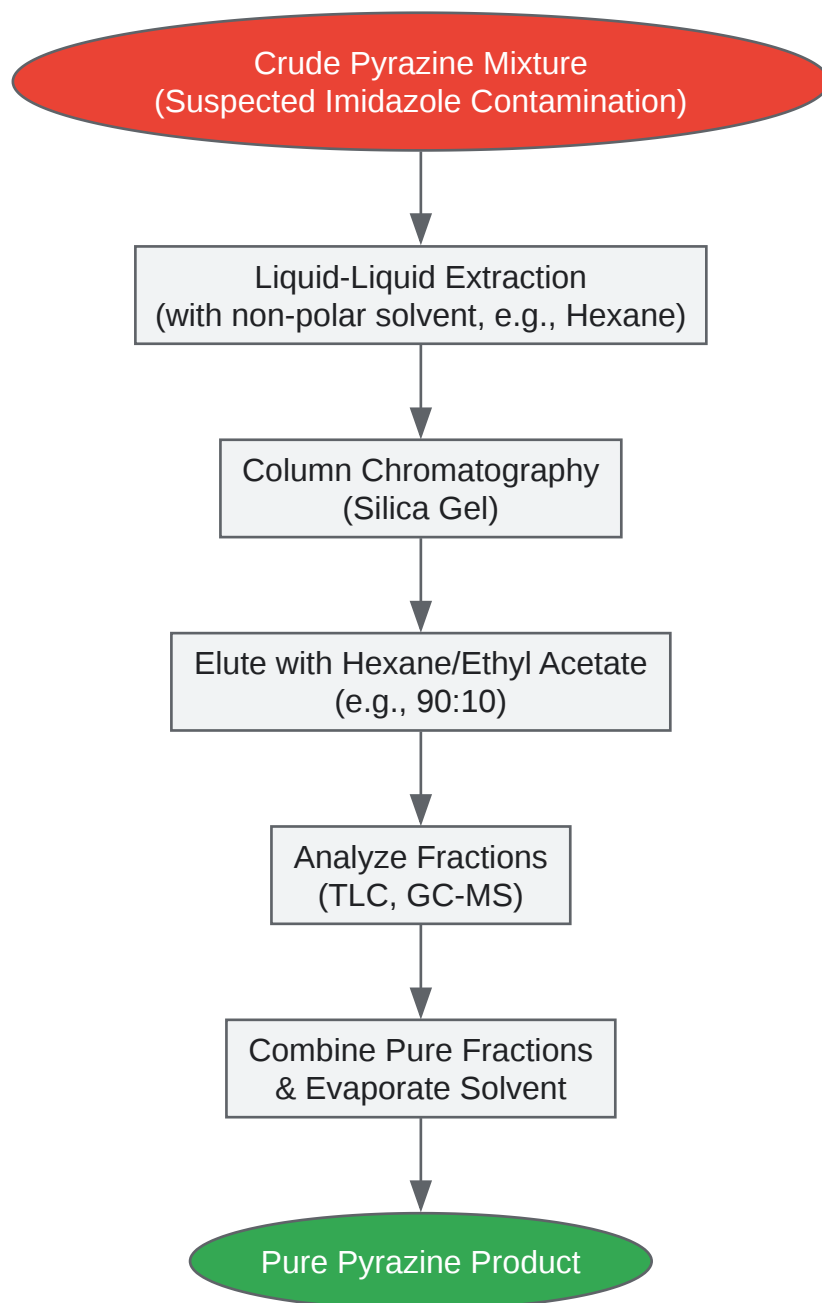 Crude Pyrazine Mixture
(Suspected Imidazole Contamination)
Liquid-Liquid Extraction
(with non-polar solvent, e.g., Hexane)
Column Chromatography
(Silica Gel)
Elute with Hexane/Ethyl Acetate
(e.g., 90:10)
Analyze Fractions
(TLC, GC-MS)
Combine Pure Fractions
& Evaporate Solvent
Pure Pyrazine Product